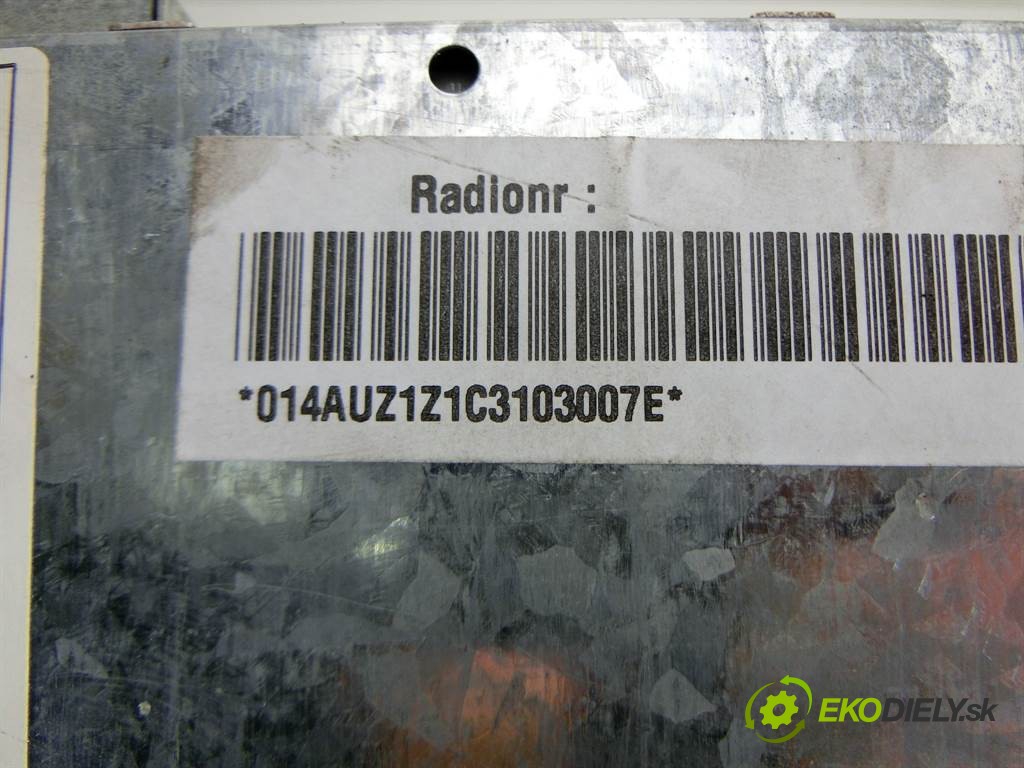 Radionr :
*014AUZ1Z1C3103007E*
EKODIELY.sk